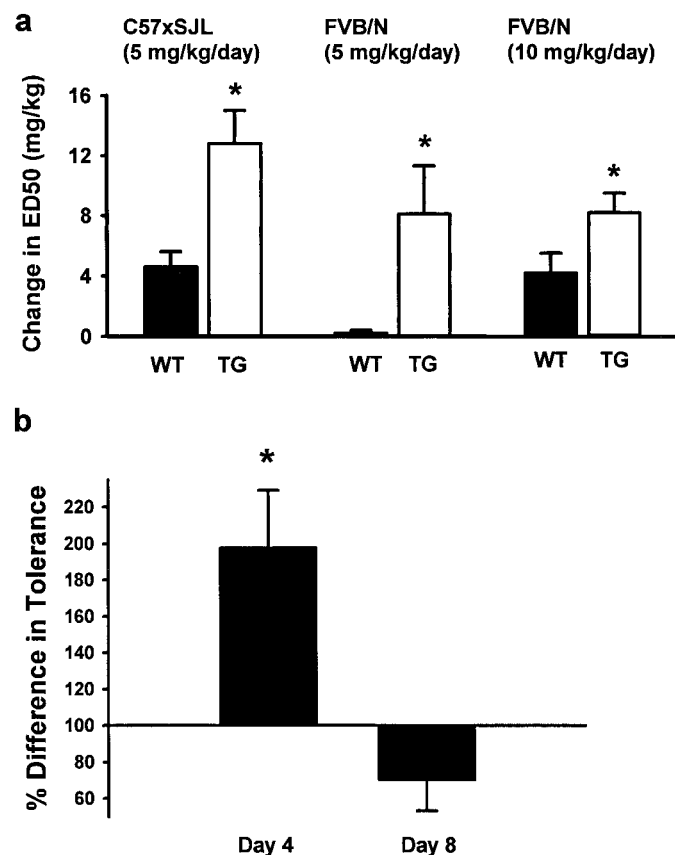 a
C57xSJL FVB/N FVB/N
(5 mg/kg/day) (5 mg/kg/day) (10 mg/kg/day)
Change in ED50 (mg/kg)
16
12
8
4
0
* * *
WT TG WT TG WT TG
b
% Difference in Tolerance
220
200
180
160
140
120
100
80
60
*
Day 4 Day 8